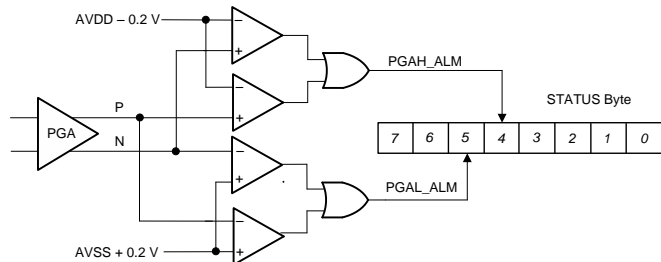 AVDD – 0.2 V
−
+
PGAH_ALM
−
+
STATUS Byte
P
PGA
7 6 5 4 3 2 1 0
N
−
+
PGAL_ALM
−
AVSS + 0.2 V
+